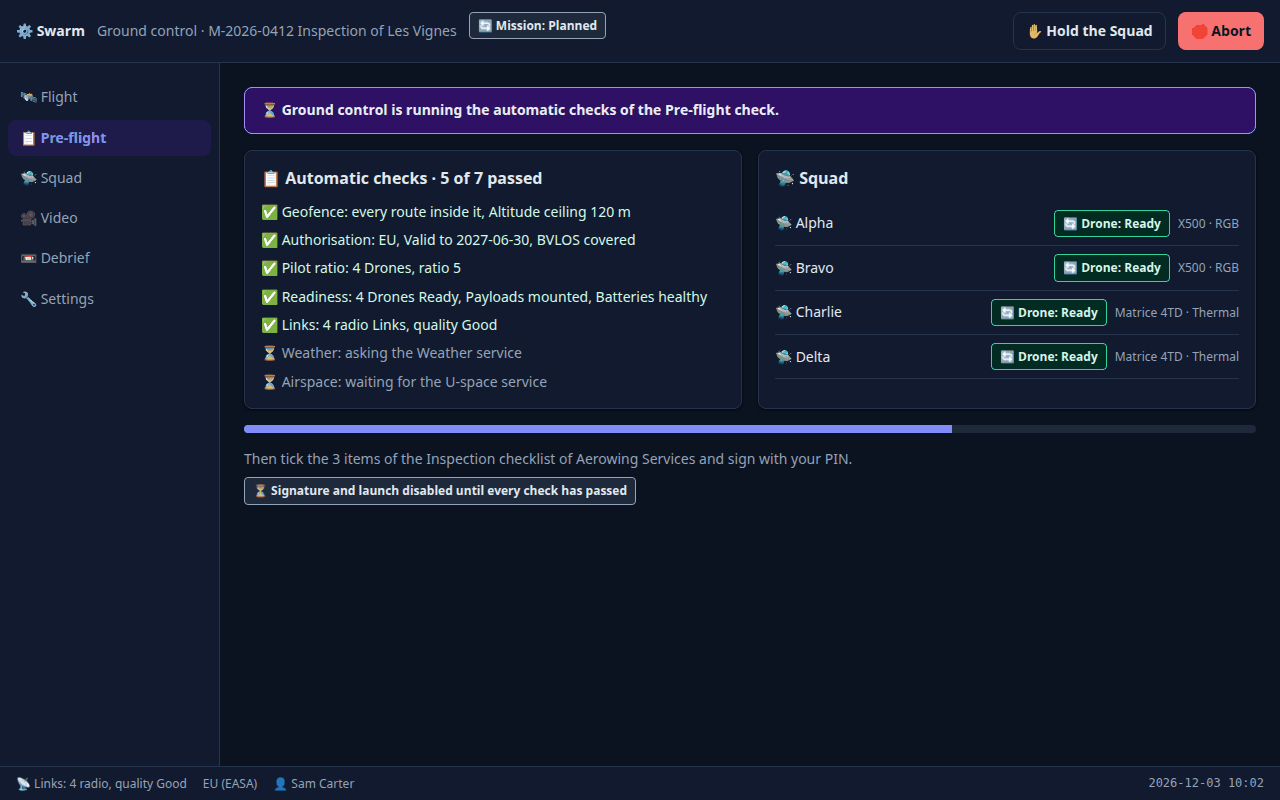 ⚙️ Swarm Ground control · M-2026-0412 Inspection of Les Vignes 🔄 Mission: Planned ✋ Hold the Squad 🛑 Abort
🛰️ Flight
📋 Pre-flight
🛸 Squad
🎥 Video
📼 Debrief
🔧 Settings
⏳ Ground control is running the automatic checks of the Pre-flight check.
📋 Automatic checks · 5 of 7 passed
✅ Geofence: every route inside it, Altitude ceiling 120 m
✅ Authorisation: EU, Valid to 2027-06-30, BVLOS covered
✅ Pilot ratio: 4 Drones, ratio 5
✅ Readiness: 4 Drones Ready, Payloads mounted, Batteries healthy
✅ Links: 4 radio Links, quality Good
⏳ Weather: asking the Weather service
⏳ Airspace: waiting for the U-space service
🛸 Squad
🛸 Alpha 🔄 Drone: Ready X500 · RGB
🛸 Bravo 🔄 Drone: Ready X500 · RGB
🛸 Charlie 🔄 Drone: Ready Matrice 4TD · Thermal
🛸 Delta 🔄 Drone: Ready Matrice 4TD · Thermal
Then tick the 3 items of the Inspection checklist of Aerowing Services and sign with your PIN.
⏳ Signature and launch disabled until every check has passed
📡 Links: 4 radio, quality Good EU (EASA) 👤 Sam Carter 2026-12-03 10:02